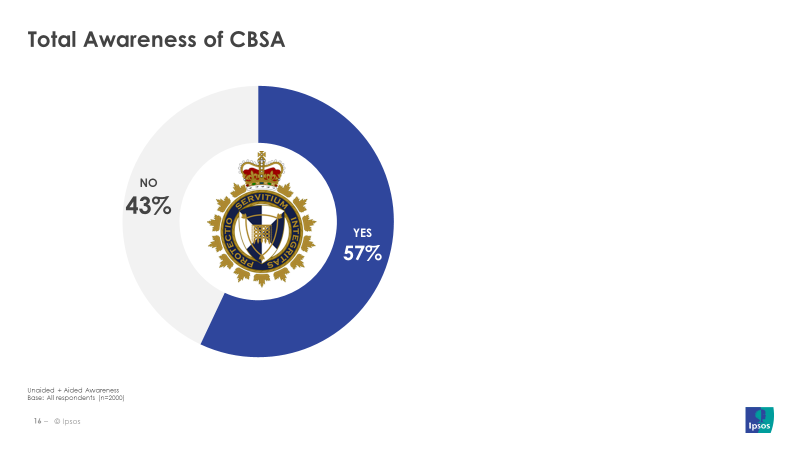 Total Awareness of CBSA
NO
43%
PROTECTIO SERVITIUM INTEGRITAS
YES
57%
Unaided + Aided Awareness
Base: All respondents (n=2000)
16 – © Ipsos
Ipsos